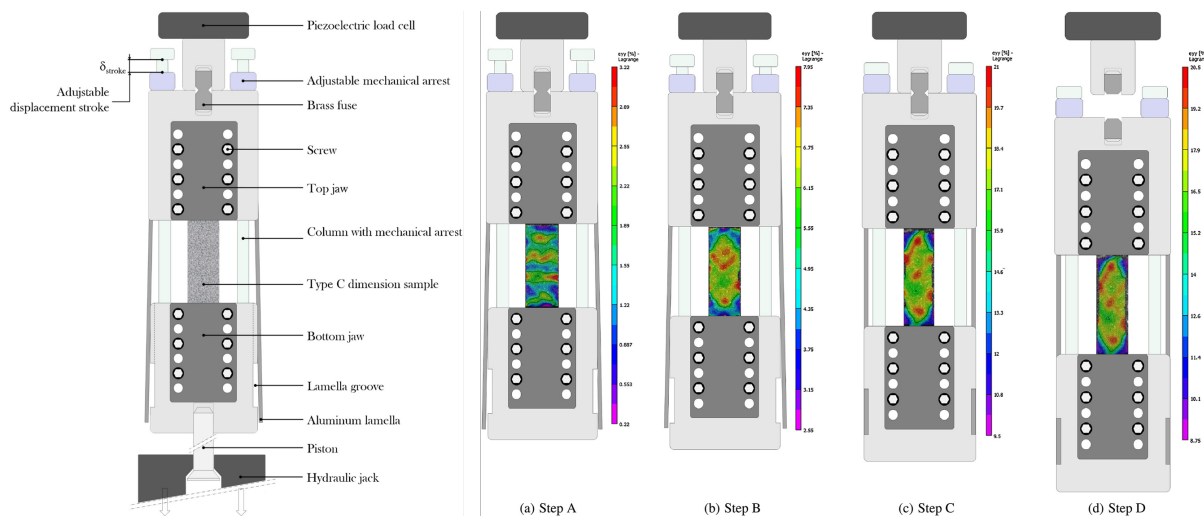 Piezoelectric load cell
δstroke
Adujstable
displacement stroke
Adjustable mechanical arrest
Brass fuse
Screw
Top jaw
Column with mechanical arrest
Type C dimension sample
Bottom jaw
Lamella groove
Aluminum lamella
Piston
Hydraulic jack
εyy [%] -
Lagrange
3.22
2.89
2.55
2.22
1.89
1.55
1.22
0.887
0.553
0.22
(a) Step A
εyy [%] -
Lagrange
7.95
7.35
6.75
6.15
5.55
4.95
4.35
3.75
3.15
2.55
(b) Step B
εyy [%] -
Lagrange
21
19.7
18.4
17.1
15.9
14.6
13.3
12
10.8
9.5
(c) Step C
εyy [%] -
Lagrange
20.5
19.2
17.9
16.5
15.2
14
12.6
11.4
10.1
8.75
(d) Step D